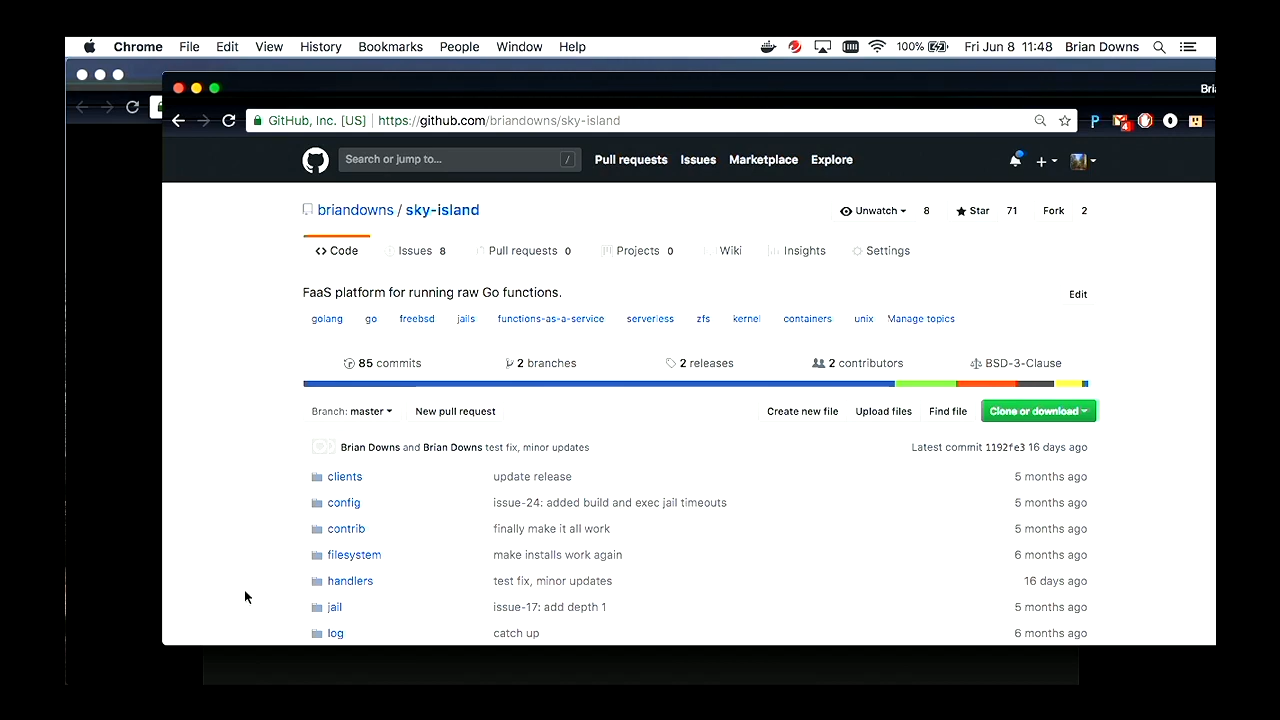 Chrome File Edit View History Bookmarks People Window Help 100% Fri Jun 8 11:48 Brian Downs
GitHub, Inc. [US] | https://github.com/briandowns/sky-island
Search or jump to... / Pull requests Issues Marketplace Explore
briandowns / sky-island Unwatch 8 Star 71 Fork 2
Code Issues 8 Pull requests 0 Projects 0 Wiki Insights Settings
FaaS platform for running raw Go functions. Edit
golang go freebsd jails functions-as-a-service serverless zfs kernel containers unix Manage topics
85 commits 2 branches 2 releases 2 contributors BSD-3-Clause
Branch: master New pull request Create new file Upload files Find file Clone or download
Brian Downs and Brian Downs test fix, minor updates Latest commit 1192fe3 16 days ago
clients update release 5 months ago
config issue-24: added build and exec jail timeouts 5 months ago
contrib finally make it all work 5 months ago
filesystem make installs work again 6 months ago
handlers test fix, minor updates 16 days ago
jail issue-17: add depth 1 5 months ago
log catch up 6 months ago